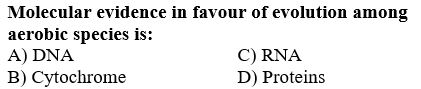 Molecular evidence in favour of evolution among
aerobic species is:
A) DNA C) RNA
B) Cytochrome D) Proteins